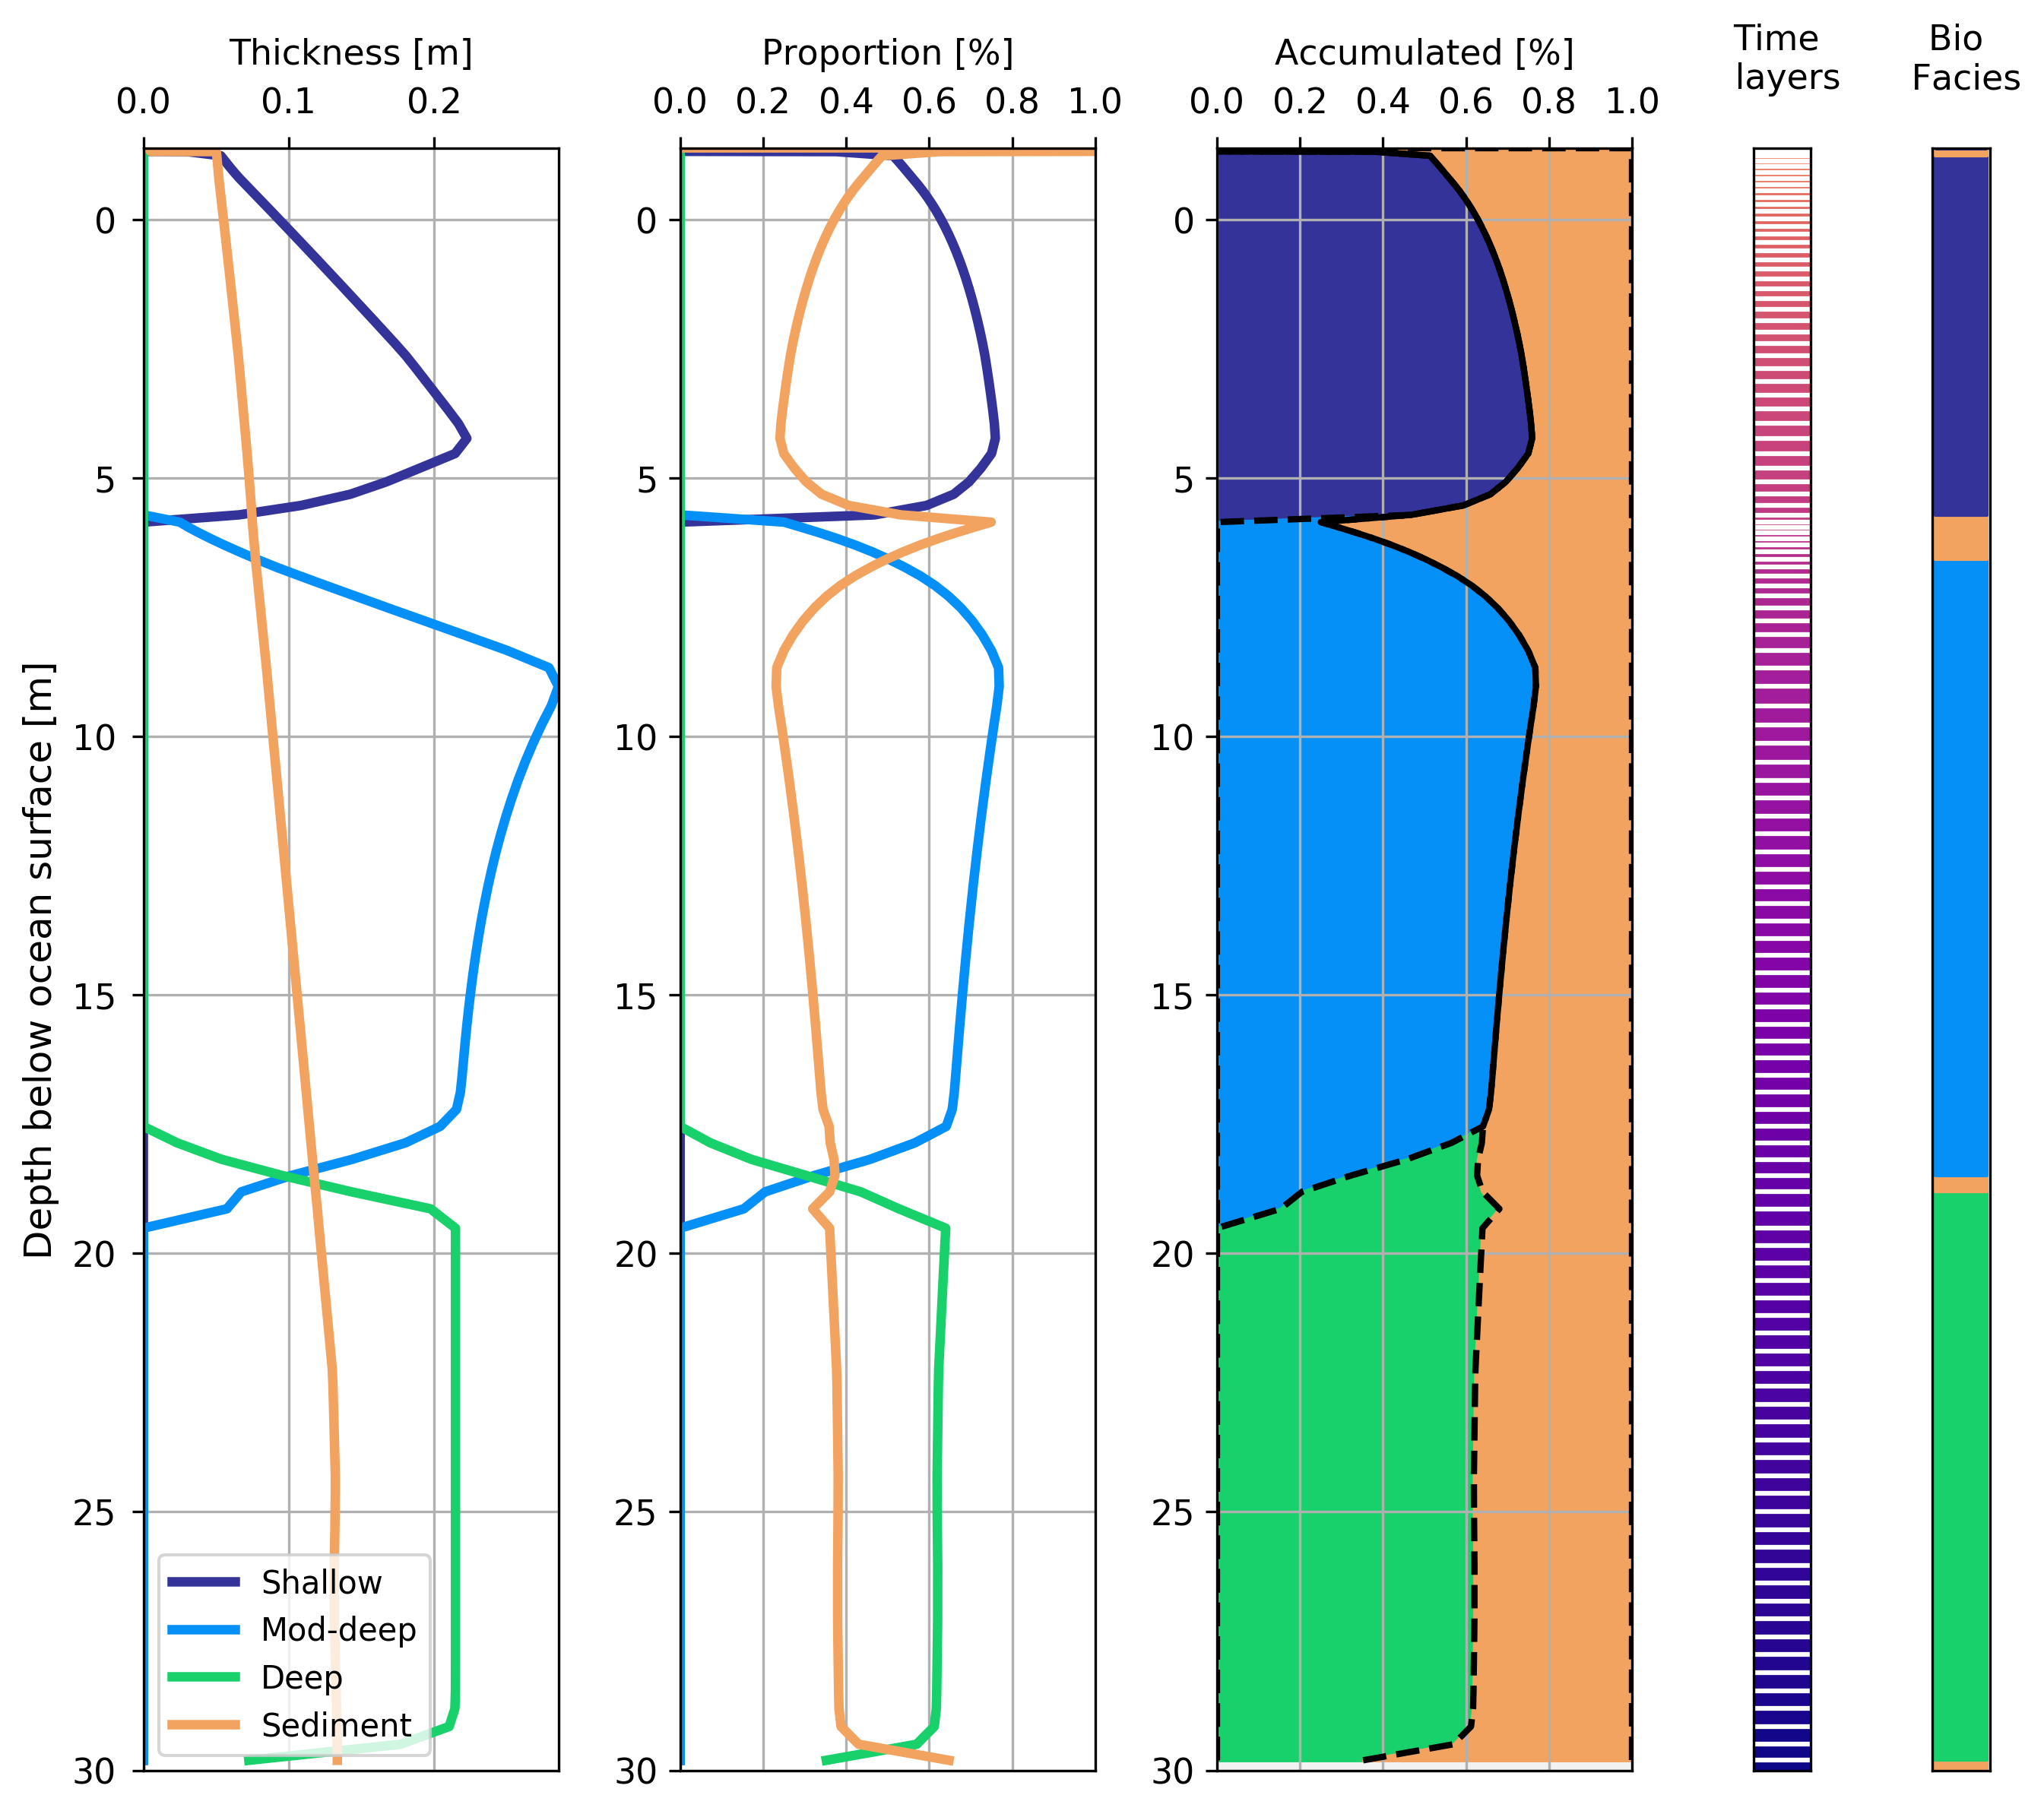 Thickness [m]
0.0 0.1 0.2
Proportion [%]
0.0 0.2 0.4 0.6 0.8 1.0
Accumulated [%]
0.0 0.2 0.4 0.6 0.8 1.0
Time
layers
Bio
Facies
Depth below ocean surface [m]
0
5
10
15
20
25
30
Shallow
Mod-deep
Deep
Sediment
0
5
10
15
20
25
30
0
5
10
15
20
25
30